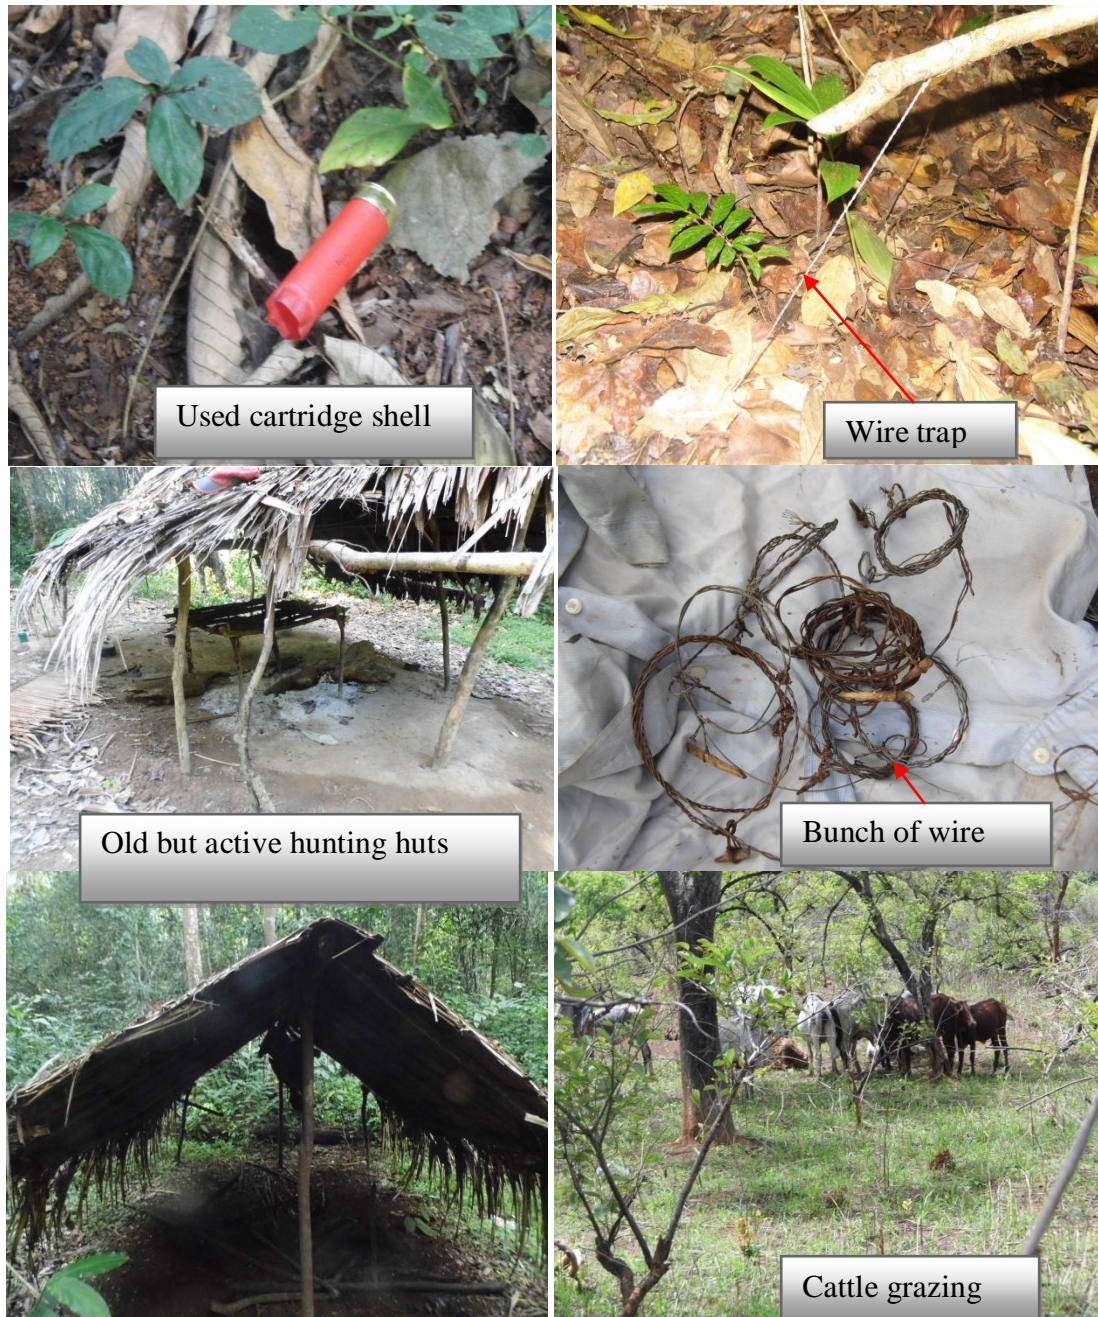 Used cartridge shell
Wire trap
Old but active hunting huts
Bunch of wire
Cattle grazing